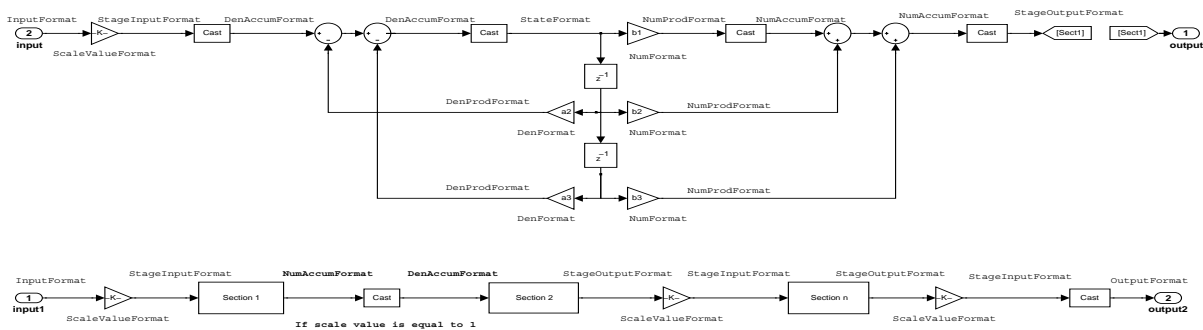 InputFormat StageInputFormat DenAccumFormat DenAccumFormat StateFormat NumProdFormat NumAccumFormat NumAccumFormat StageOutputFormat
2 -K- Cast + - + - Cast b1 Cast + + + + Cast [Sect1] [Sect1] 1
input output
ScaleValueFormat NumFormat
z-1
DenProdFormat NumProdFormat
a2 b2
DenFormat NumFormat
z-1
DenProdFormat NumProdFormat
a3 b3
DenFormat NumFormat
InputFormat StageInputFormat NumAccumFormat DenAccumFormat StageOutputFormat StageInputFormat StageOutputFormat StageInputFormat OutputFormat
1 -K- Section 1 Cast Section 2 -K- Section n -K- Cast 2
input1 output2
ScaleValueFormat ScaleValueFormat ScaleValueFormat
If scale value is equal to 1